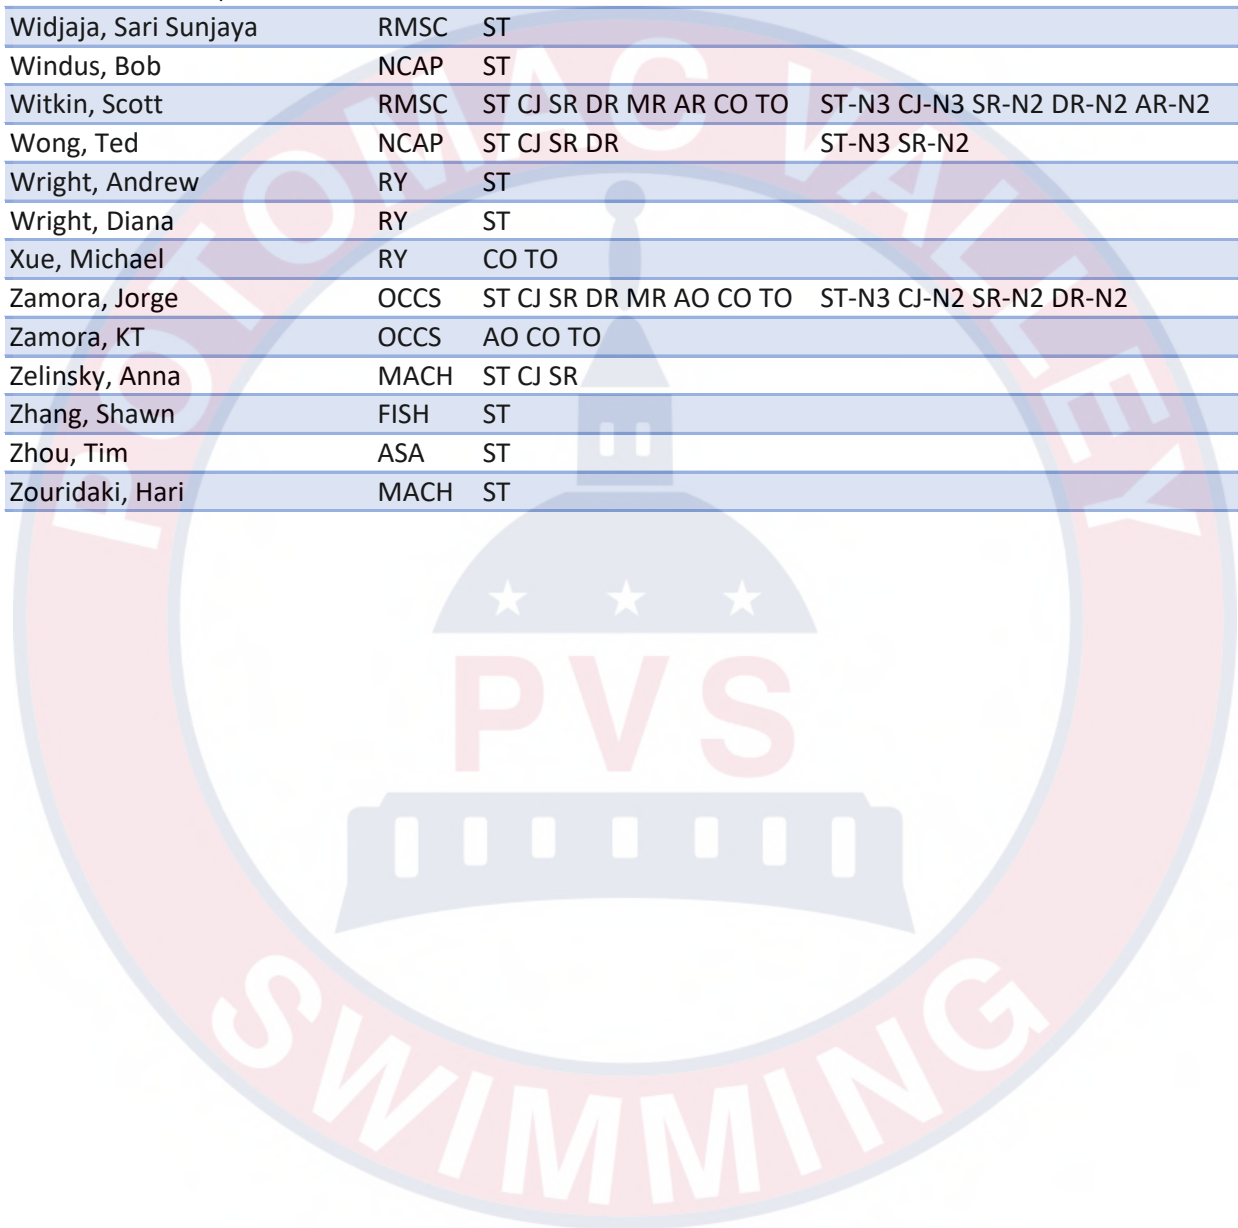 Widjaja, Sari Sunjaya RMSC ST
Windus, Bob NCAP ST
Witkin, Scott RMSC ST CJ SR DR MR AR CO TO ST-N3 CJ-N3 SR-N2 DR-N2 AR-N2
Wong, Ted NCAP ST CJ SR DR ST-N3 SR-N2
Wright, Andrew RY ST
Wright, Diana RY ST
Xue, Michael RY CO TO
Zamora, Jorge OCCS ST CJ SR DR MR AO CO TO ST-N3 CJ-N2 SR-N2 DR-N2
Zamora, KT OCCS AO CO TO
Zelinsky, Anna MACH ST CJ SR
Zhang, Shawn FISH ST
Zhou, Tim ASA ST
Zouridaki, Hari MACH ST
POTOMAC VALLEY
PVS
SWIMMING